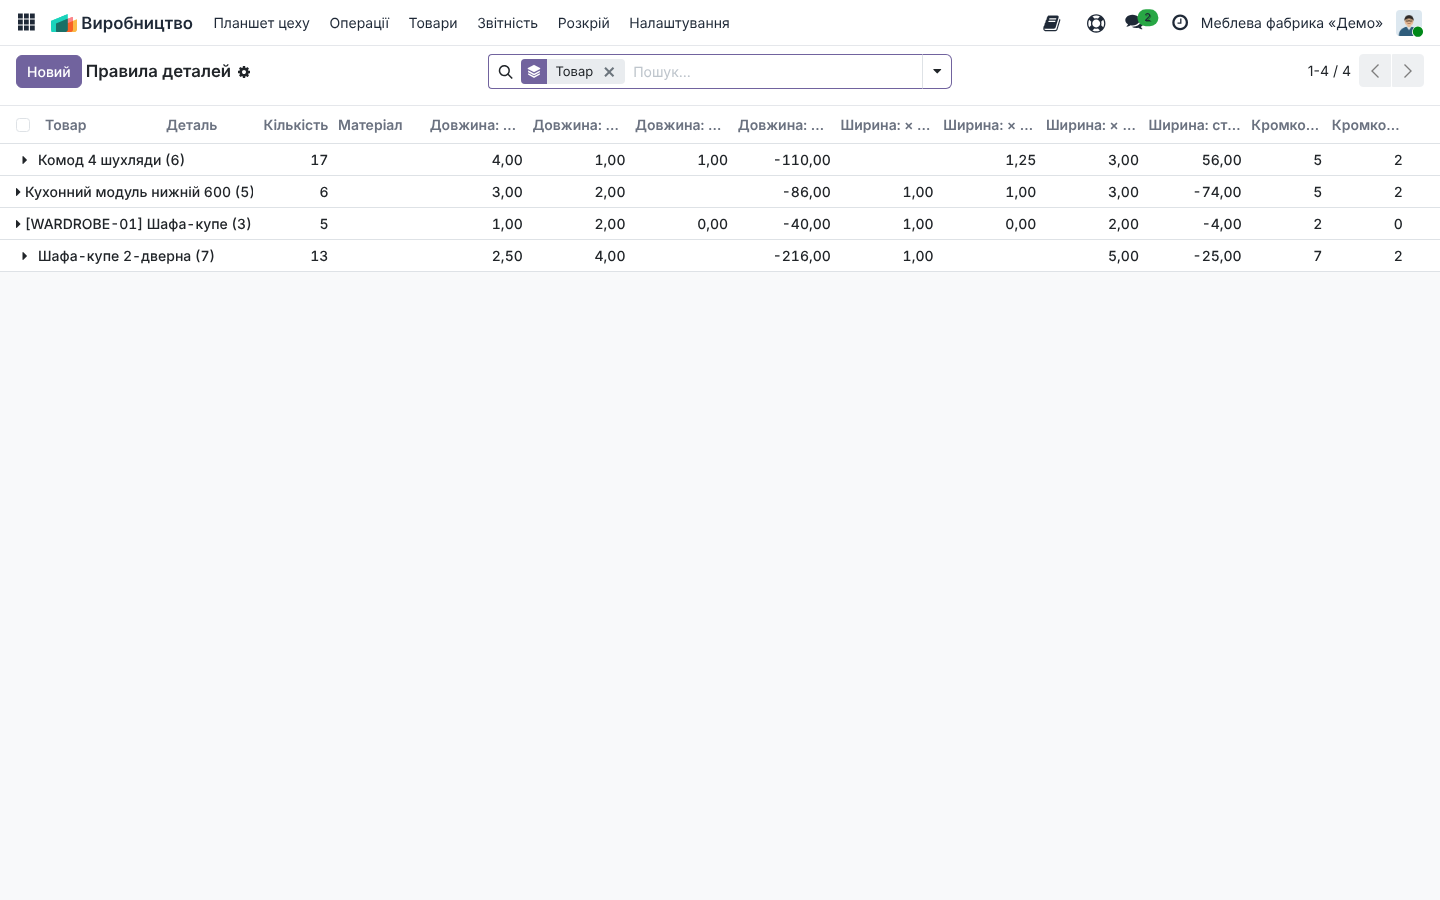 Виробництво Планшет цеху Операції Товари Звітність Розкрій Налаштування 2 Меблева фабрика «Демо»
Новий Правила деталей Товар Пошук... 1-4 / 4
Товар Деталь Кількість Матеріал Довжина: ... Довжина: ... Довжина: ... Довжина: ... Ширина: × ... Ширина: × ... Ширина: × ... Ширина: ст... Кромко... Кромко...
Комод 4 шухляди (6) 17 4,00 1,00 1,00 -110,00 1,25 3,00 56,00 5 2
Кухонний модуль нижній 600 (5) 6 3,00 2,00 -86,00 1,00 1,00 3,00 -74,00 5 2
[WARDROBE-01] Шафа-купе (3) 5 1,00 2,00 0,00 -40,00 1,00 0,00 2,00 -4,00 2 0
Шафа-купе 2-дверна (7) 13 2,50 4,00 -216,00 1,00 5,00 -25,00 7 2